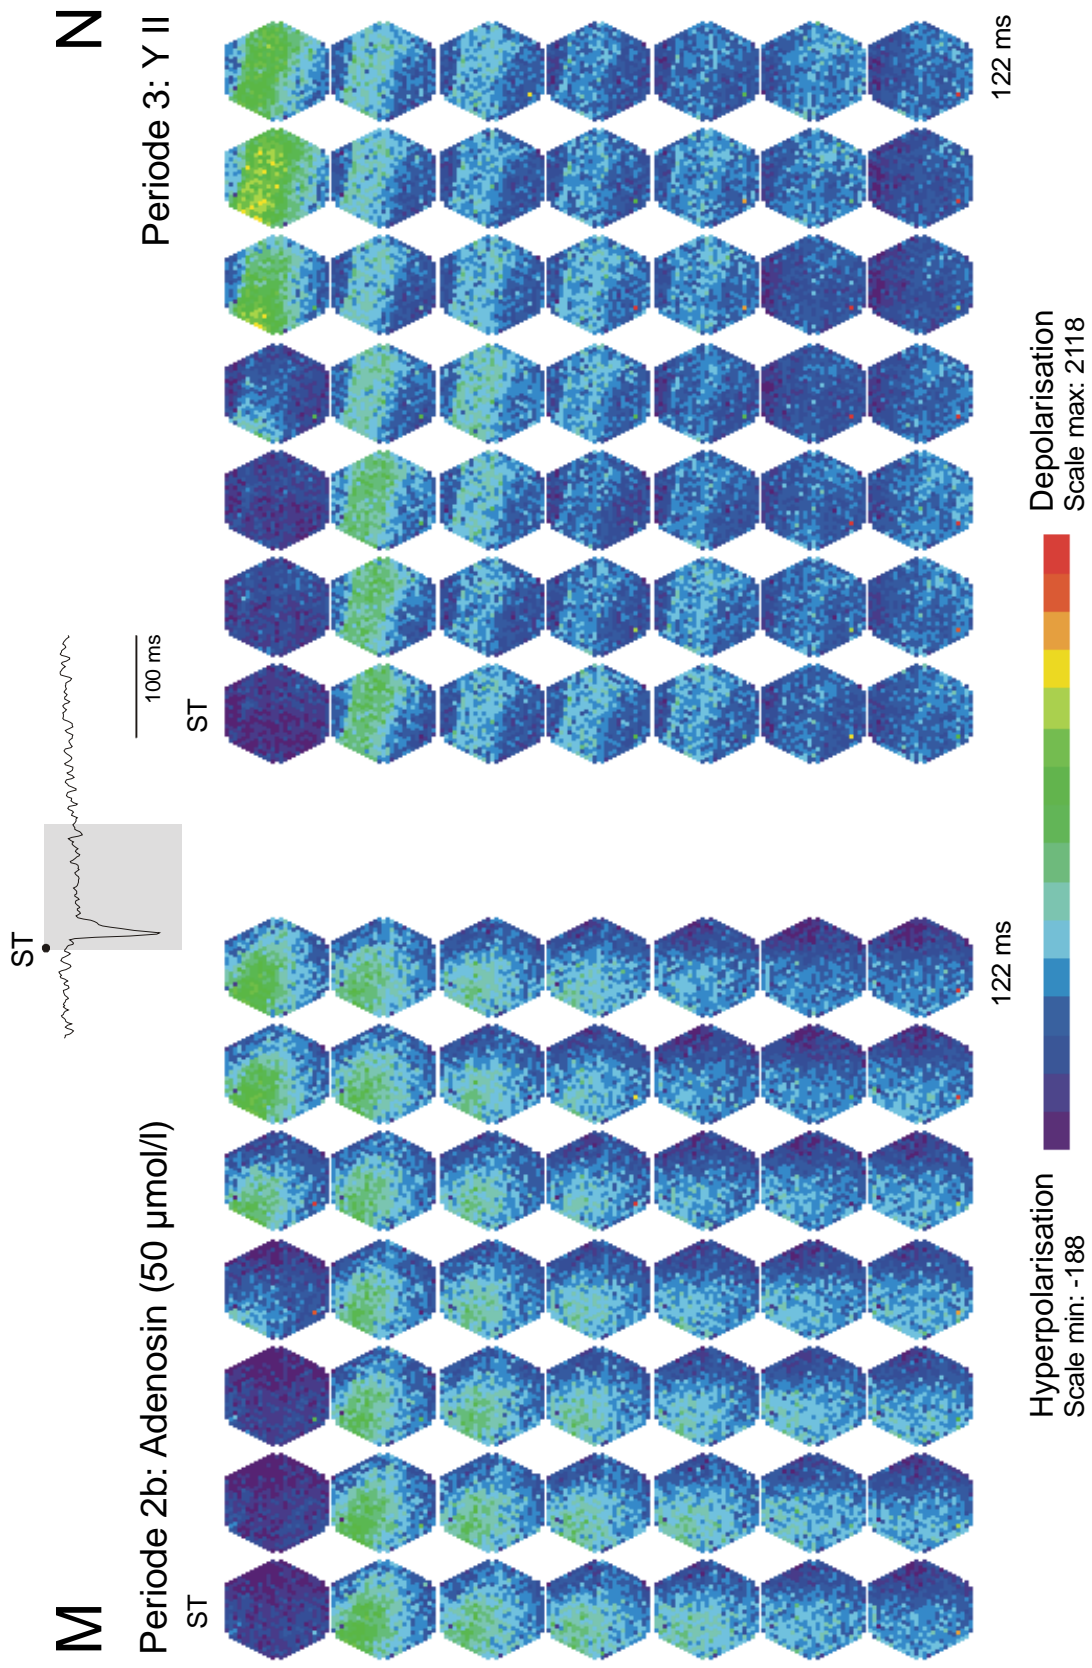 M
Periode 2b: Adenosin (50 µmol/l)
ST
122 ms
ST
100 ms
N
Periode 3: Y II
ST
122 ms
Hyperpolarisation
Scale min: -188
Depolarisation
Scale max: 2118